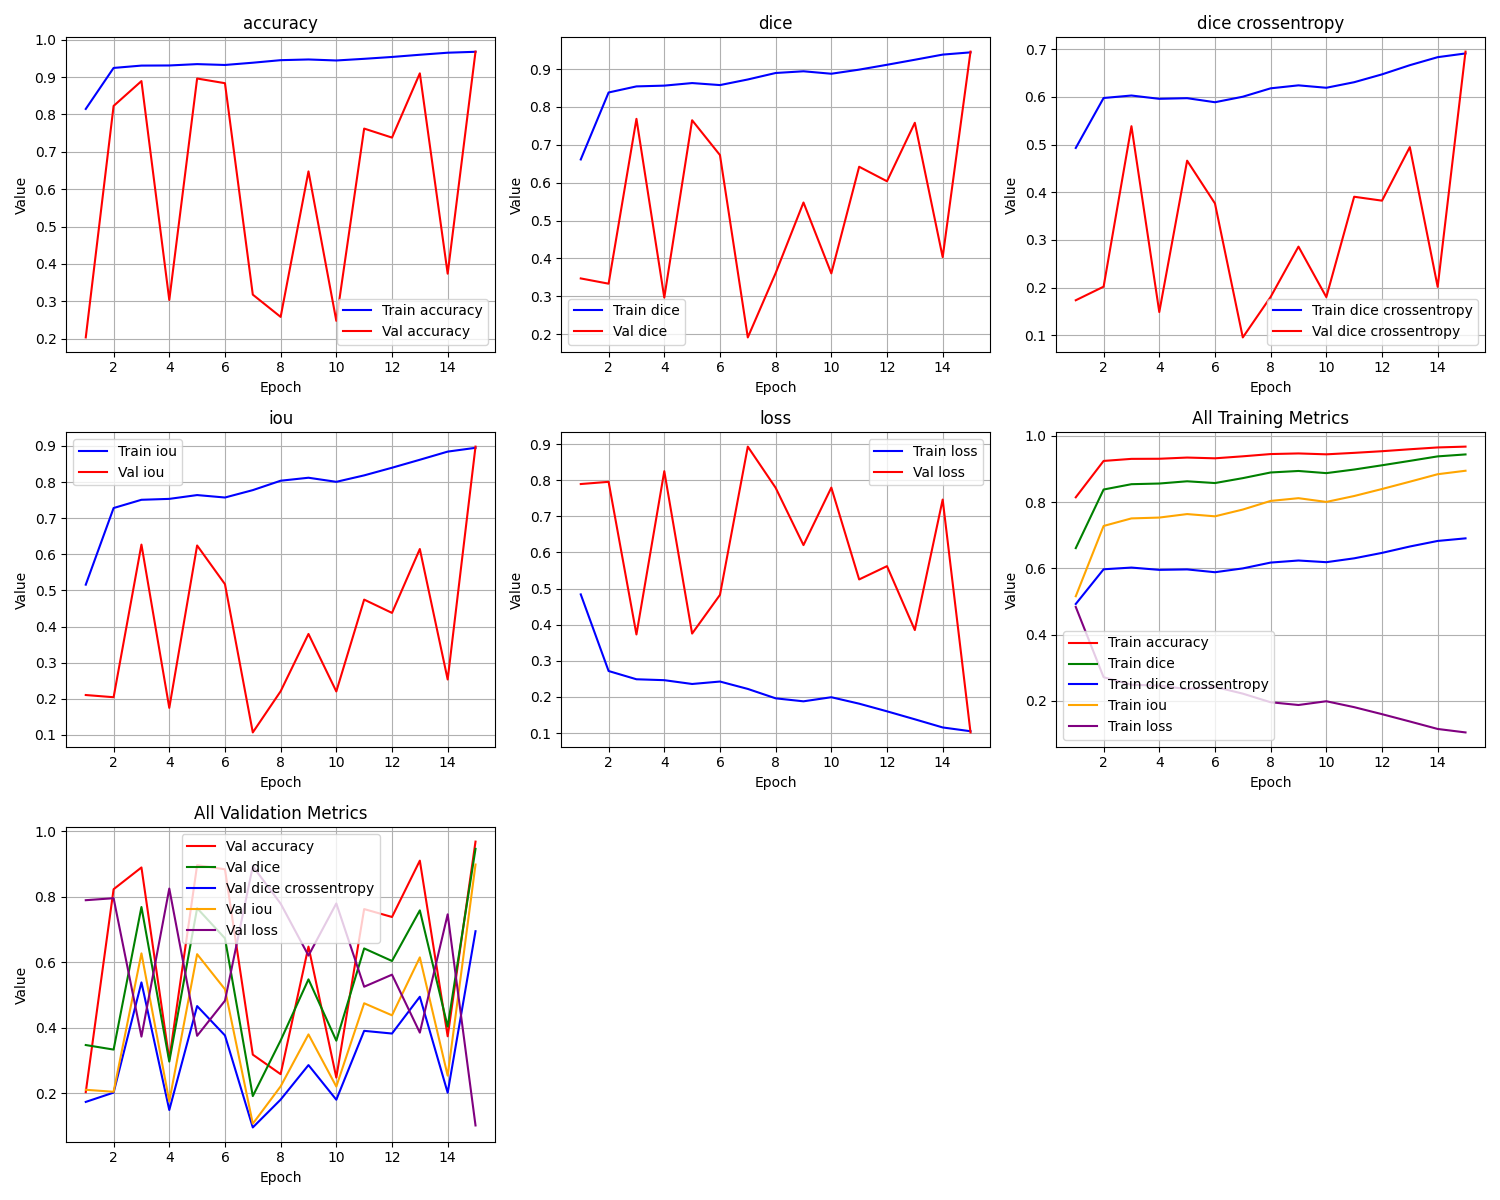 accuracy
1.0
0.9
0.8
0.7
0.6
0.5
0.4
0.3
0.2
Value
2 4 6 8 10 12 14
Epoch
Train accuracy
Val accuracy
dice
0.9
0.8
0.7
0.6
0.5
0.4
0.3
0.2
Value
2 4 6 8 10 12 14
Epoch
Train dice
Val dice
dice crossentropy
0.7
0.6
0.5
0.4
0.3
0.2
0.1
Value
2 4 6 8 10 12 14
Epoch
Train dice crossentropy
Val dice crossentropy
iou
0.9
0.8
0.7
0.6
0.5
0.4
0.3
0.2
0.1
Value
2 4 6 8 10 12 14
Epoch
Train iou
Val iou
loss
0.9
0.8
0.7
0.6
0.5
0.4
0.3
0.2
0.1
Value
2 4 6 8 10 12 14
Epoch
Train loss
Val loss
All Training Metrics
1.0
0.8
0.6
0.4
0.2
Value
2 4 6 8 10 12 14
Epoch
Train accuracy
Train dice
Train dice crossentropy
Train iou
Train loss
All Validation Metrics
1.0
0.8
0.6
0.4
0.2
Value
2 4 6 8 10 12 14
Epoch
Val accuracy
Val dice
Val dice crossentropy
Val iou
Val loss